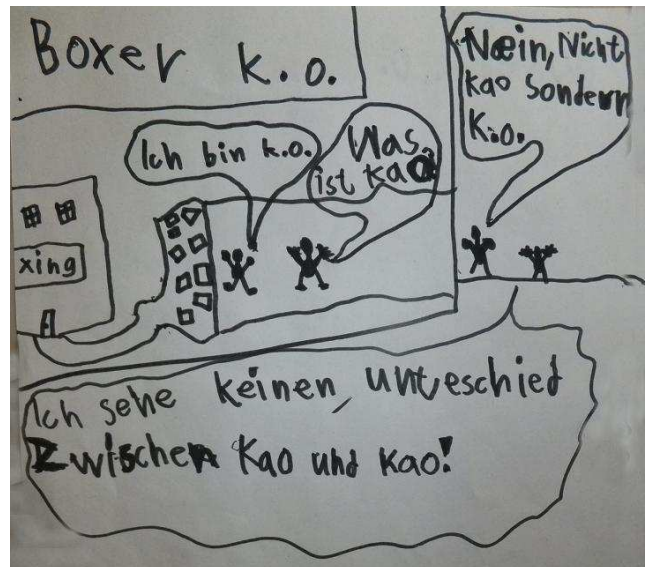 Boxer k.o.
Ich bin k.o.
Was
ist kao
Nein, Nicht
kao sondern
K.o.
xing
Ich sehe keinen, unteschied
Zwischen Kao und kao!